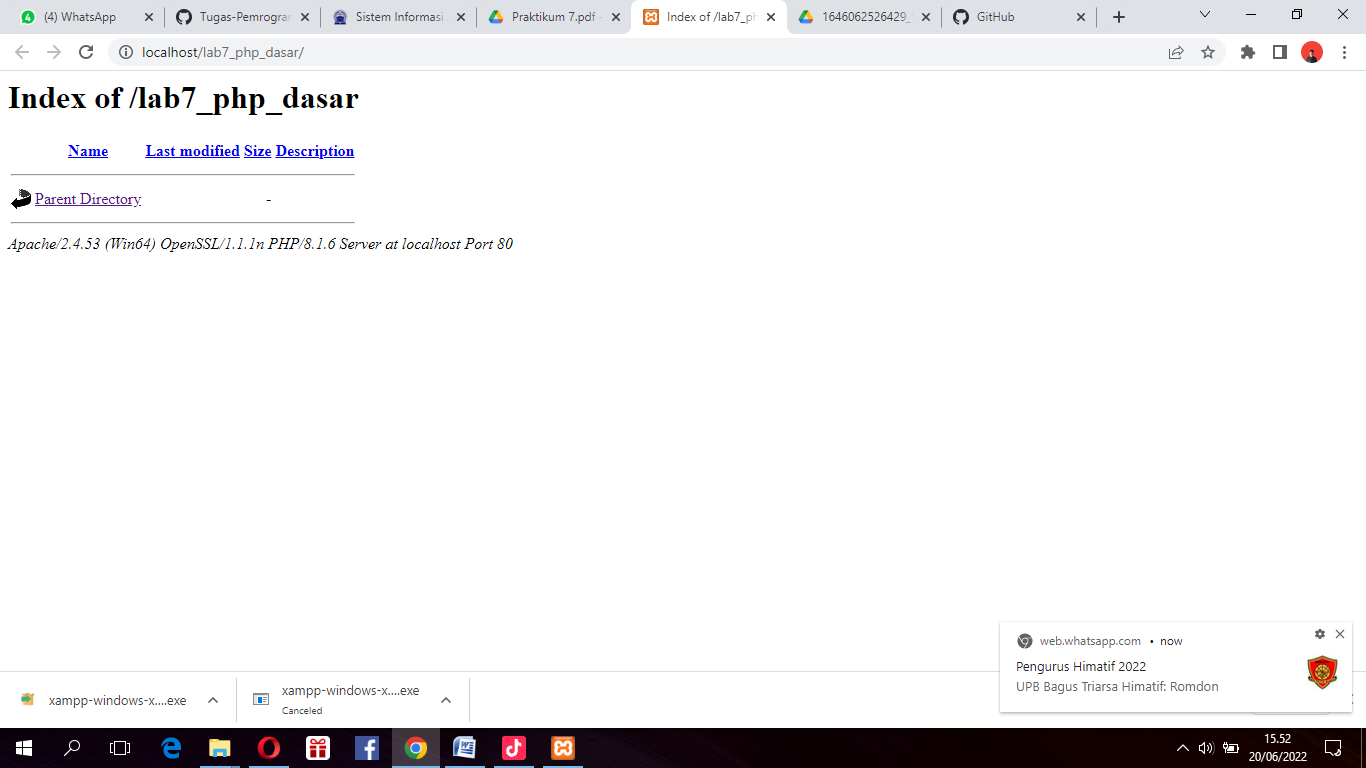 (4) WhatsApp
Tugas-Pemrogram
Sistem Informasi
Praktikum 7.pdf -
Index of /lab7_ph
1646062526429_
GitHub
localhost/lab7_php_dasar/
Index of /lab7_php_dasar
Name Last modified Size Description
Parent Directory -
Apache/2.4.53 (Win64) OpenSSL/1.1.1n PHP/8.1.6 Server at localhost Port 80
web.whatsapp.com • now
Pengurus Himatif 2022
UPB Bagus Triarsa Himatif: Romdon
xampp-windows-x....exe
xampp-windows-x....exe
Canceled
15.52
20/06/2022